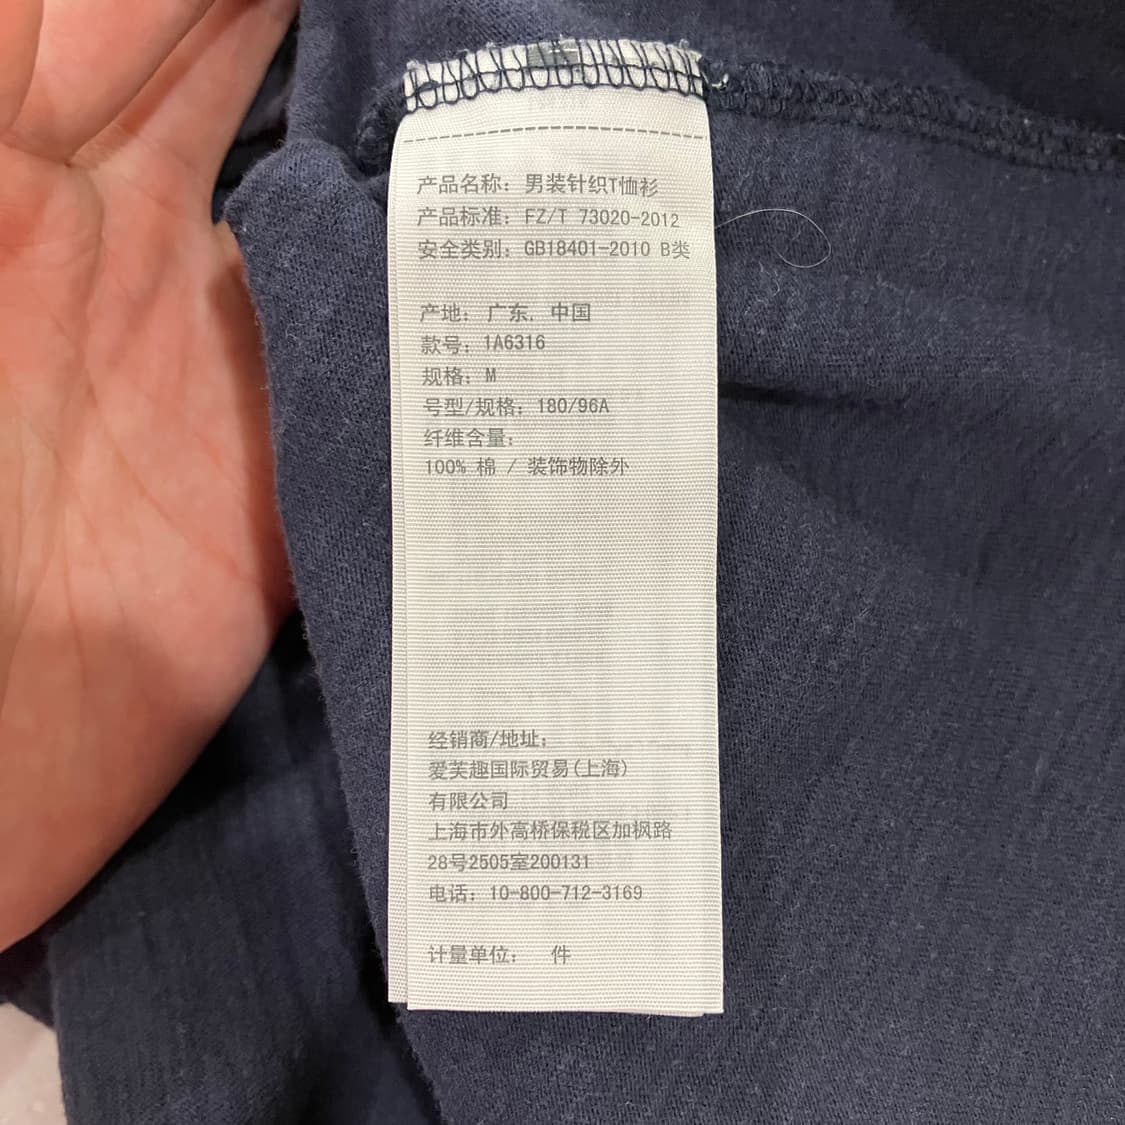 产品名称：男装针织T恤衫
产品标准：FZ/T 73020-2012
安全类别：GB18401-2010 B类
产地：广东，中国
款号：1A6316
规格：M
号型/规格：180/96A
纤维含量：
100% 棉 / 装饰物除外
经销商/地址：
爱芙趣国际贸易(上海)
有限公司
上海市外高桥保税区加枫路
28号2505室200131
电话：10-800-712-3169
计量单位： 件